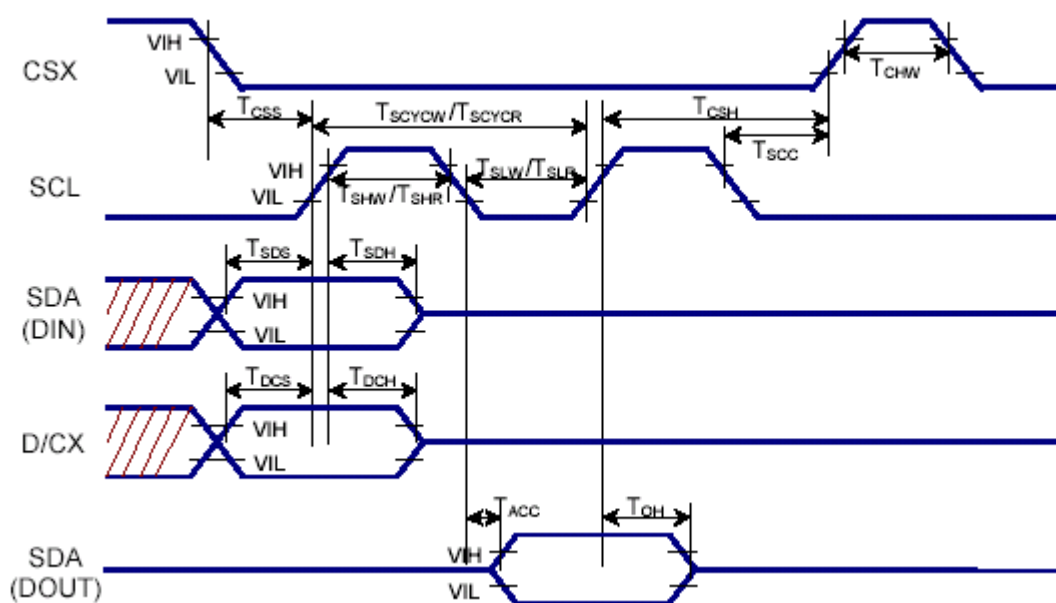 CSX
VIH
VIL
TCSS
TSCYCW/TSCYCR
TCSH
TCHW
TSCC
SCL
VIH
VIL
TSHW/TSHR
TSLW/TSLR
SDA
(DIN)
TSDS
TSDH
VIH
VIL
D/CX
TDCS
TDCH
VIH
VIL
SDA
(DOUT)
TACC
TOH
VIH
VIL